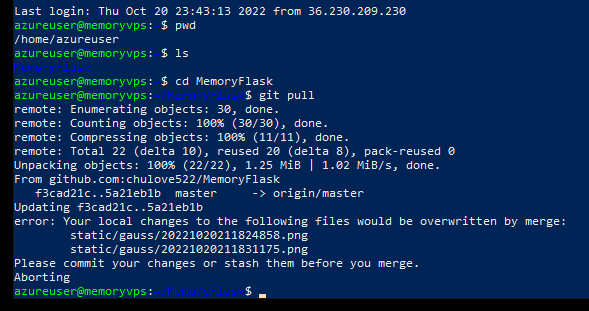 Last login: Thu Oct 20 23:43:13 2022 from 36.230.209.230
azureuser@memoryvps:~$ pwd
/home/azureuser
azureuser@memoryvps:~$ ls
MemoryFlask
azureuser@memoryvps:~$ cd MemoryFlask
azureuser@memoryvps:~/MemoryFlask$ git pull
remote: Enumerating objects: 30, done.
remote: Counting objects: 100% (30/30), done.
remote: Compressing objects: 100% (11/11), done.
remote: Total 22 (delta 10), reused 20 (delta 8), pack-reused 0
Unpacking objects: 100% (22/22), 1.25 MiB | 1.02 MiB/s, done.
From github.com:chulove522/MemoryFlask
   f3cad21c..5a21eb1b  master     -> origin/master
Updating f3cad21c..5a21eb1b
error: Your local changes to the following files would be overwritten by merge:
        static/gauss/20221020211824858.png
        static/gauss/20221020211831175.png
Please commit your changes or stash them before you merge.
Aborting
azureuser@memoryvps:~/MemoryFlask$